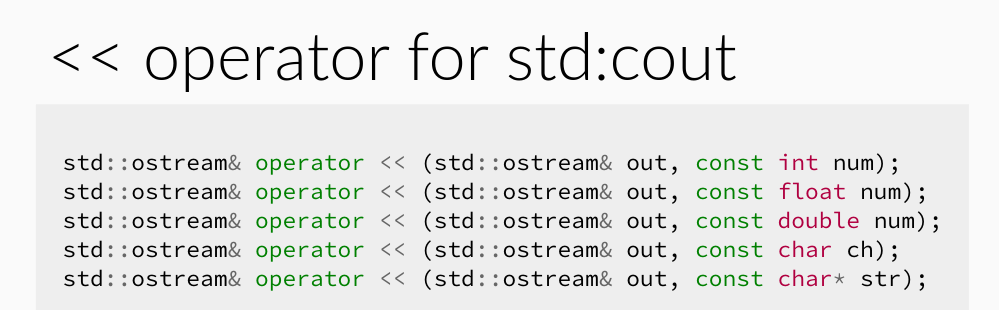 << operator for std:cout
std::ostream& operator << (std::ostream& out, const int num);
std::ostream& operator << (std::ostream& out, const float num);
std::ostream& operator << (std::ostream& out, const double num);
std::ostream& operator << (std::ostream& out, const char ch);
std::ostream& operator << (std::ostream& out, const char* str);